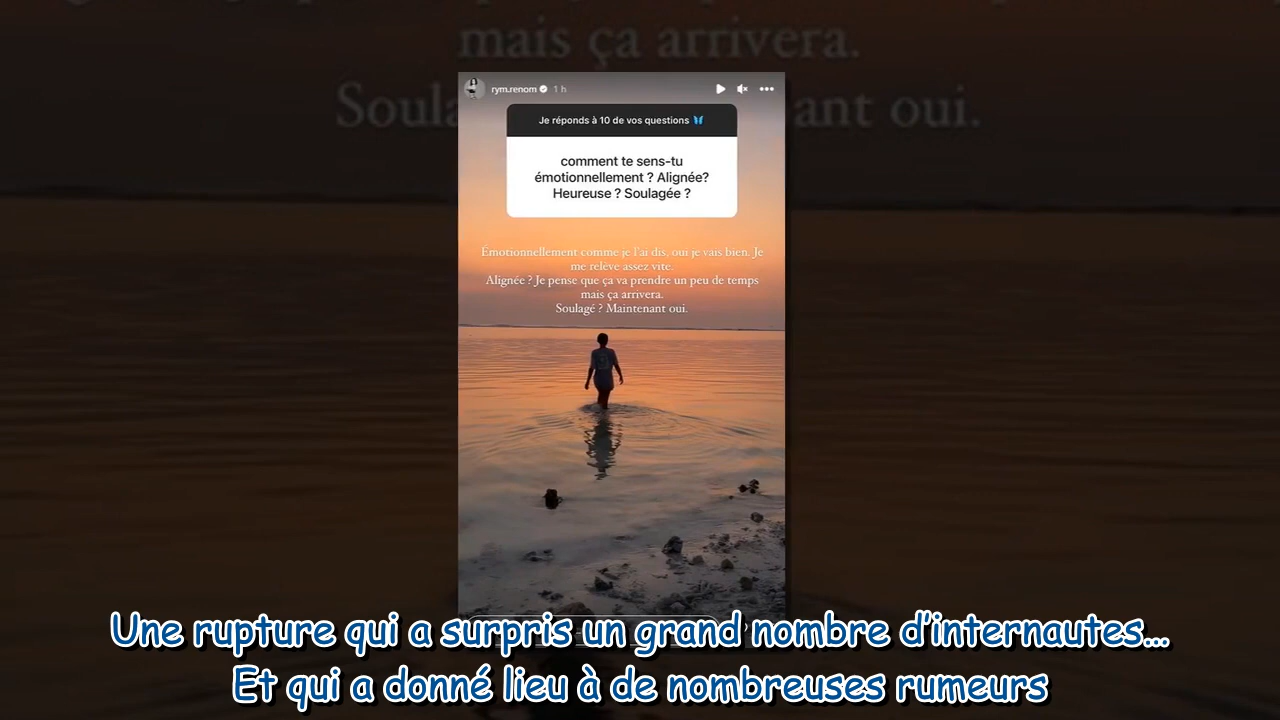 mais ça arrivera.
Soula
ant oui.
rym.renom
1 h
Je réponds à 10 de vos questions
comment te sens-tu
émotionnellement ? Alignée?
Heureuse ? Soulagée ?
Émotionnellement comme je l'ai dis, oui je vais bien. Je
me relève assez vite.
Alignée ? Je pense que ça va prendre un peu de temps
mais ça arrivera.
Soulagé ? Maintenant oui.
Une rupture qui a surpris un grand nombre d'internautes...
Et qui a donné lieu à de nombreuses rumeurs